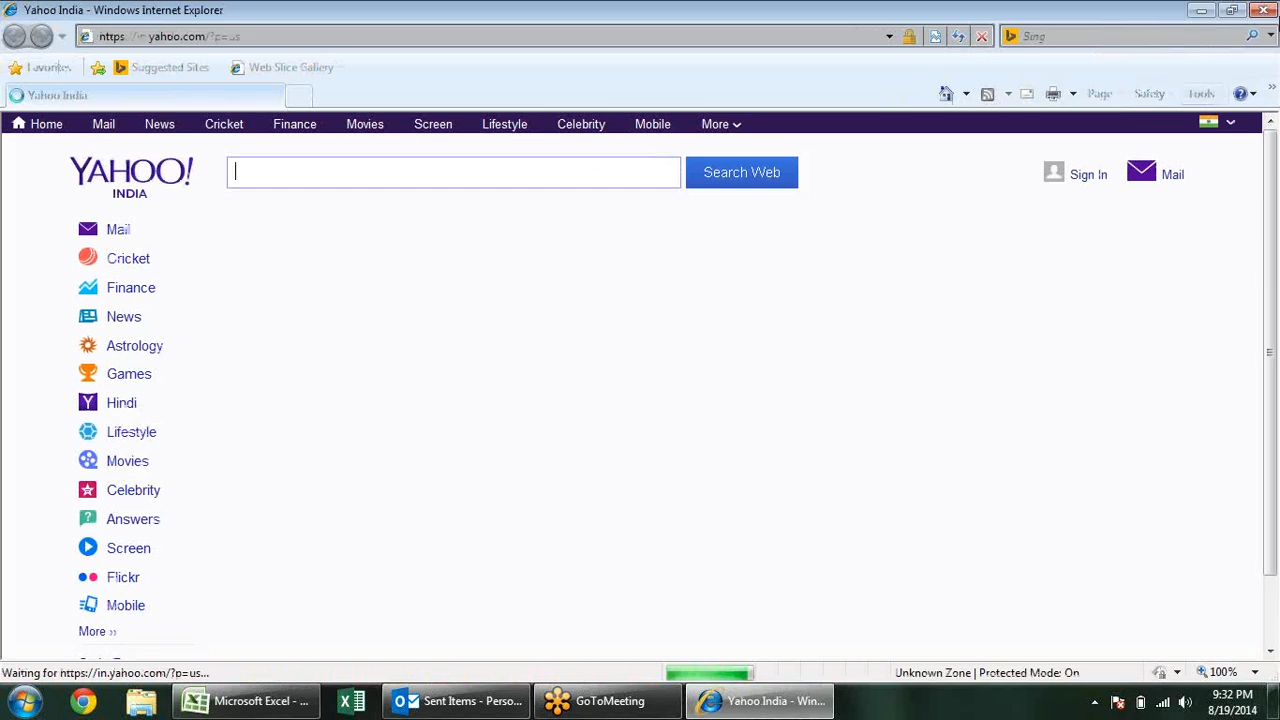 Yahoo India - Windows Internet Explorer
https://in.yahoo.com/?p=us
Bing
Favorites
Suggested Sites
Web Slice Gallery
Yahoo India
Page
Safety
Tools
Home
Mail
News
Cricket
Finance
Movies
Screen
Lifestyle
Celebrity
Mobile
More
YAHOO!
INDIA
Search Web
Sign In
Mail
Mail
Cricket
Finance
News
Astrology
Games
Hindi
Lifestyle
Movies
Celebrity
Answers
Screen
Flickr
Mobile
More ››
Waiting for https://in.yahoo.com/?p=us...
Unknown Zone | Protected Mode: On
100%
Microsoft Excel - ...
Sent Items - Perso...
GoToMeeting
Yahoo India - Win...
9:32 PM
8/19/2014